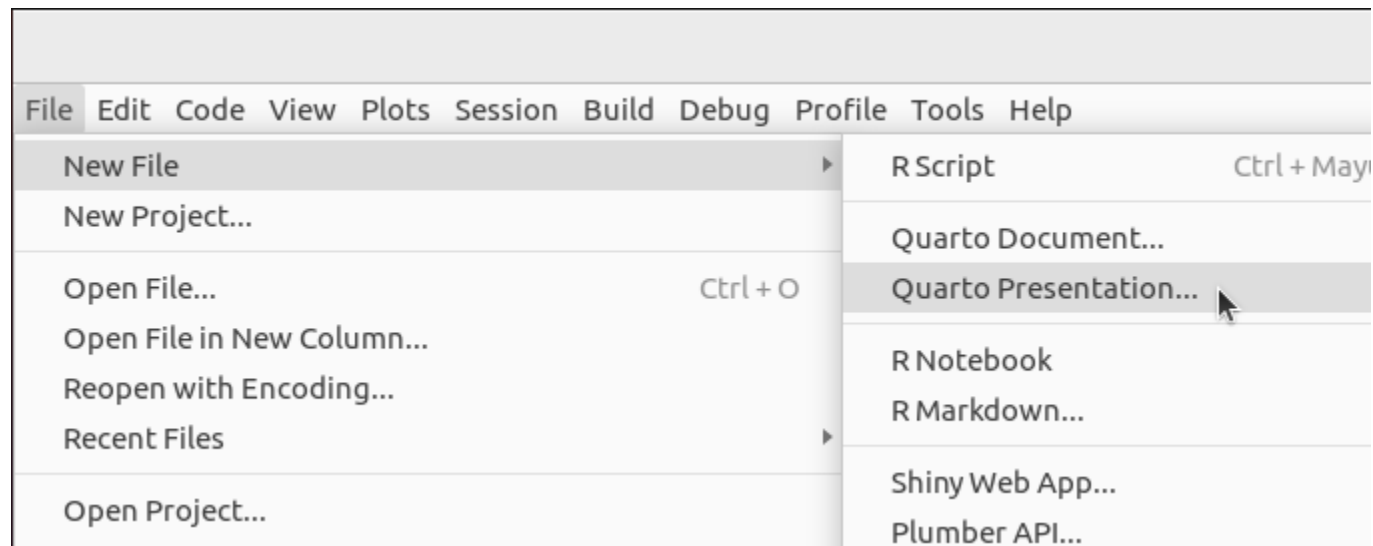 File Edit Code View Plots Session Build Debug Profile Tools Help
New File
New Project...
Open File... Ctrl + O
Open File in New Column...
Reopen with Encoding...
Recent Files
Open Project...
R Script Ctrl +
Quarto Document...
Quarto Presentation...
R Notebook
R Markdown...
Shiny Web App...
Plumber API...